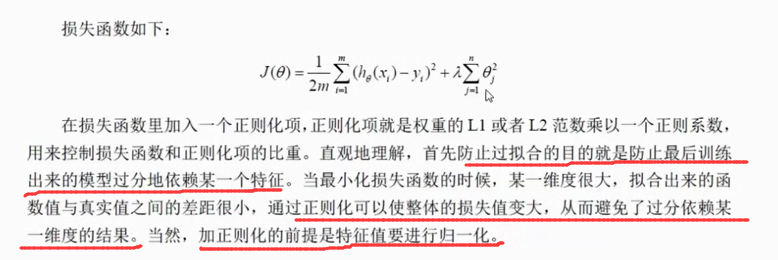 损失函数如下：
J(θ)=\frac{1}{2m}\sum_{i=1}^{m}(h_θ(x_i)-y_i)^2+λ\sum_{j=1}^{n}θ_j^2
在损失函数里加入一个正则化项,正则化项就是权重的 L1 或者 L2 范数乘以一个正则系数,
用来控制损失函数和正则化项的比重。直观地理解，首先防止过拟合的目的就是防止最后训练
出来的模型过分地依赖某一个特征。当最小化损失函数的时候，某一维度很大，拟合出来的函
数值与真实值之间的差距很小，通过正则化可以使整体的损失值变大，从而避免了过分依赖某
一维度的结果。当然，加正则化的前提是特征值要进行归一化。